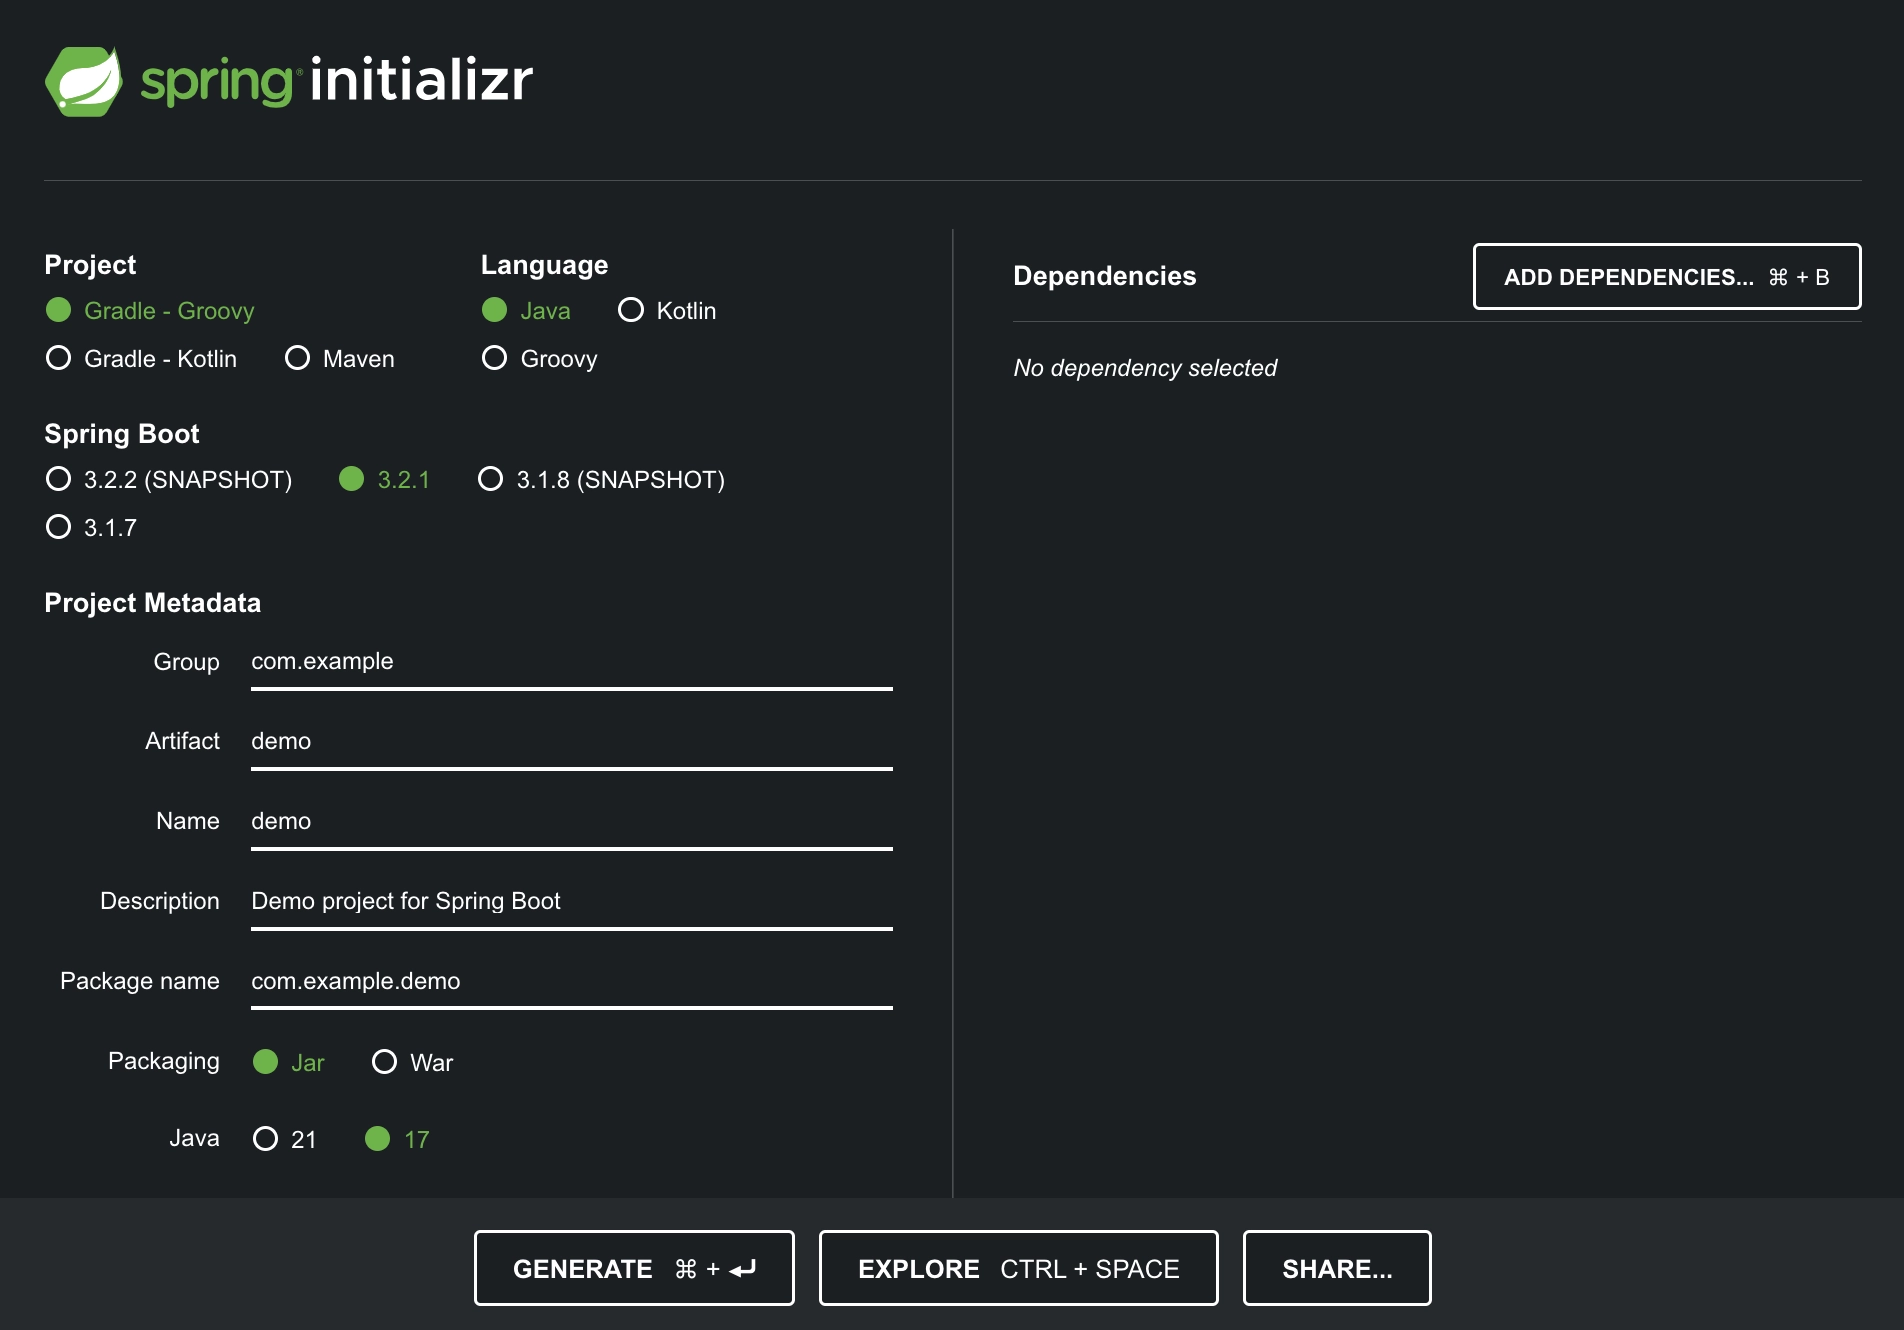 spring® initializr
Project
Gradle - Groovy
Gradle - Kotlin Maven
Language
Java Kotlin
Groovy
Spring Boot
3.2.2 (SNAPSHOT) 3.2.1 3.1.8 (SNAPSHOT)
3.1.7
Project Metadata
Group com.example
Artifact demo
Name demo
Description Demo project for Spring Boot
Package name com.example.demo
Packaging Jar War
Java 21 17
Dependencies ADD DEPENDENCIES... ⌘ + B
No dependency selected
GENERATE ⌘ + ↵ EXPLORE CTRL + SPACE SHARE...